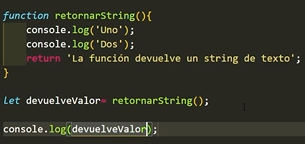 function retornarString(){
console.log('Uno');
console.log('Dos');
return 'La función devuelve un string de texto';
}
let devuelveValor= retornarString();
console.log(devuelveValor);